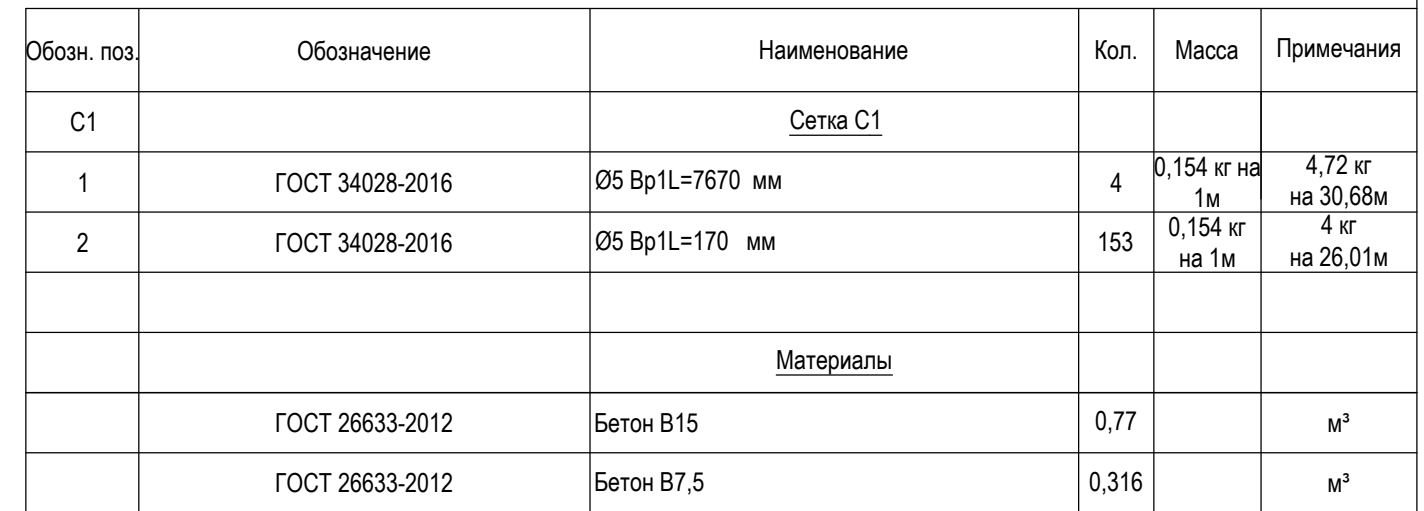 Обозн. поз. Обозначение Наименование Кол. Масса Примечания
С1 Сетка С1
1 ГОСТ 34028-2016 Ø5 Вр1L=7670 мм 4 0,154 кг на 1м 4,72 кг на 30,68м
2 ГОСТ 34028-2016 Ø5 Вр1L=170 мм 153 0,154 кг на 1м 4 кг на 26,01м
Материалы
ГОСТ 26633-2012 Бетон В15 0,77 м³
ГОСТ 26633-2012 Бетон В7,5 0,316 м³